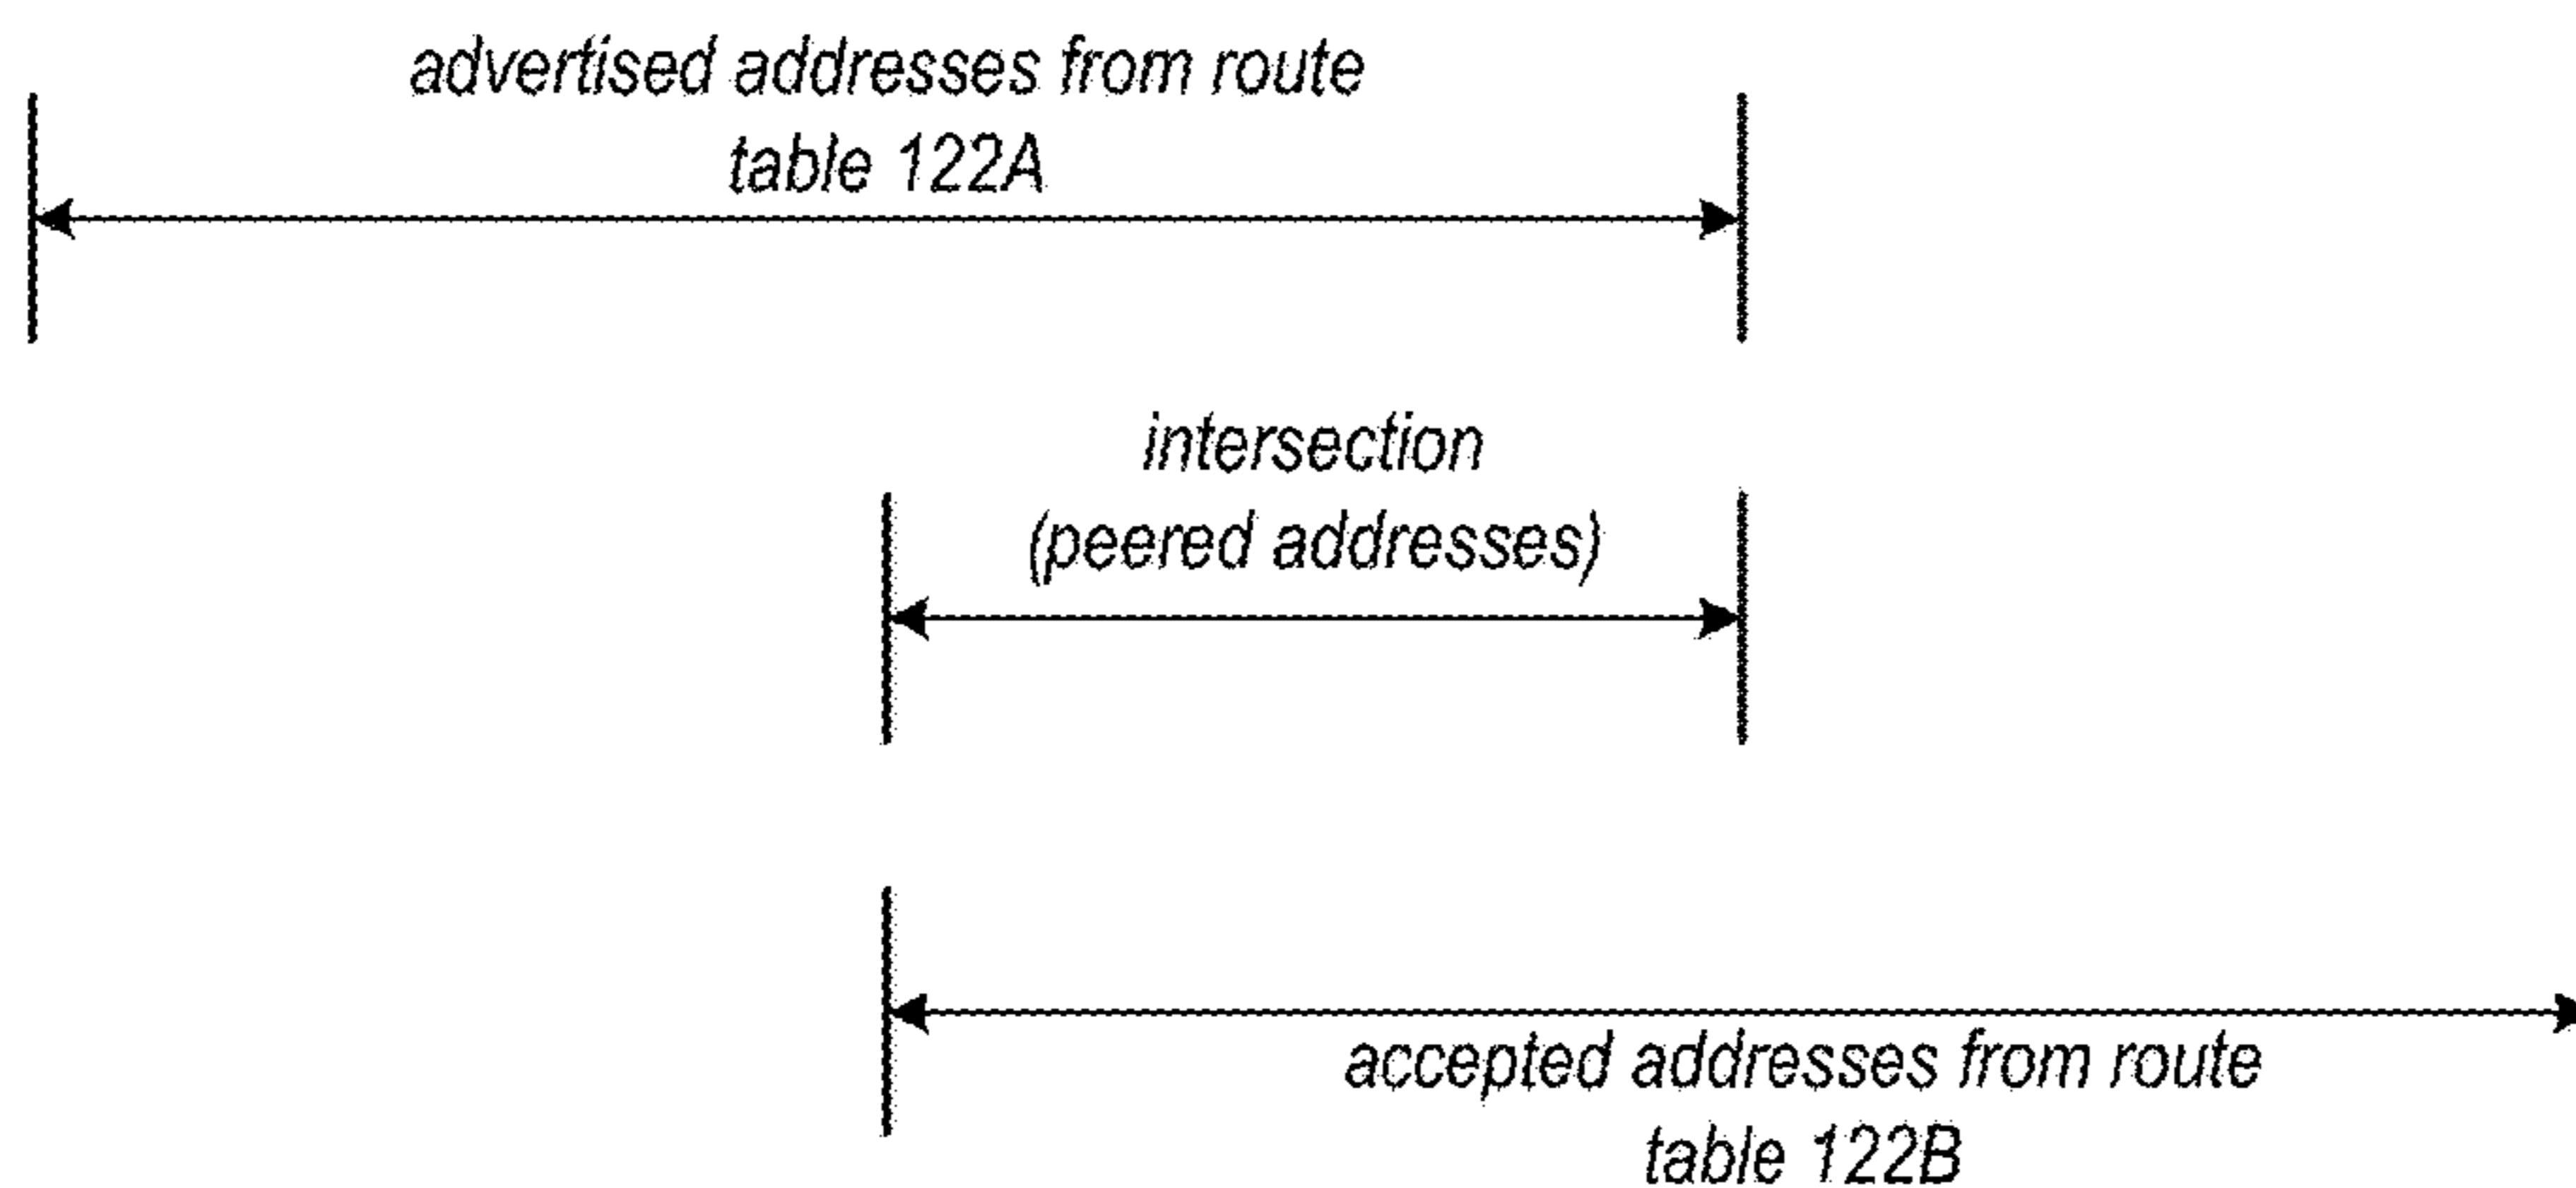 advertised addresses from route
table 122A
intersection
(peered addresses)
accepted addresses from route
table 122B